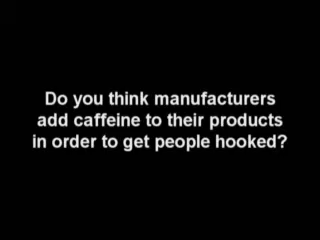 Do you think manufacturers
add caffeine to their products
in order to get people hooked?